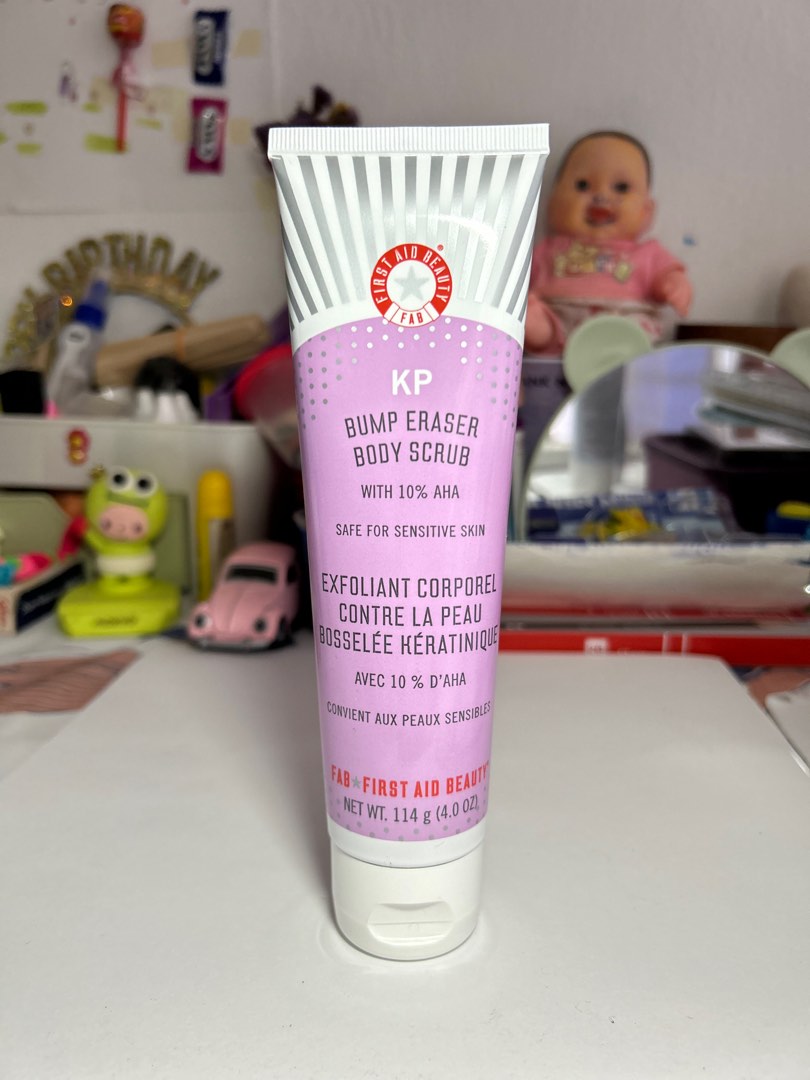 BIRTHDAY
FIRST AID BEAUTY
FAB
KP
BUMP ERASER
BODY SCRUB
WITH 10% AHA
SAFE FOR SENSITIVE SKIN
EXFOLIANT CORPOREL
CONTRE LA PEAU
BOSSELÉE KÉRATINIQUE
AVEC 10 % D'AHA
CONVIENT AUX PEAUX SENSIBLES
FAB FIRST AID BEAUTY
NET WT. 114 g (4.0 OZ)